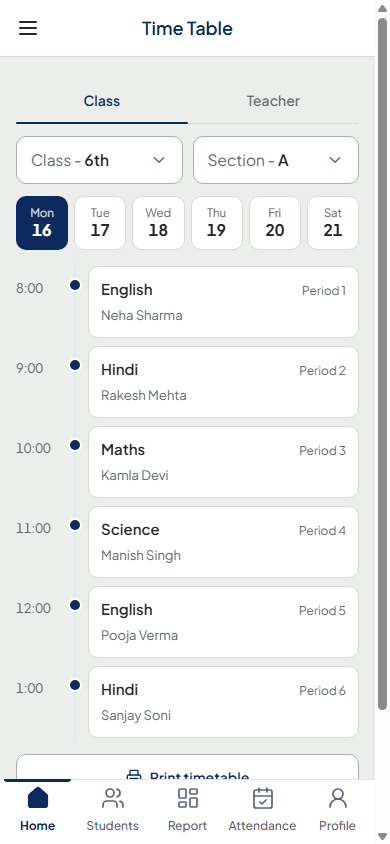 Time Table
Class
Teacher
Class - 6th
Section - A
Mon
16
Tue
17
Wed
18
Thu
19
Fri
20
Sat
21
8:00
English
Period 1
Neha Sharma
9:00
Hindi
Period 2
Rakesh Mehta
10:00
Maths
Period 3
Kamla Devi
11:00
Science
Period 4
Manish Singh
12:00
English
Period 5
Pooja Verma
1:00
Hindi
Period 6
Sanjay Soni
Print timetable
Home
Students
Report
Attendance
Profile